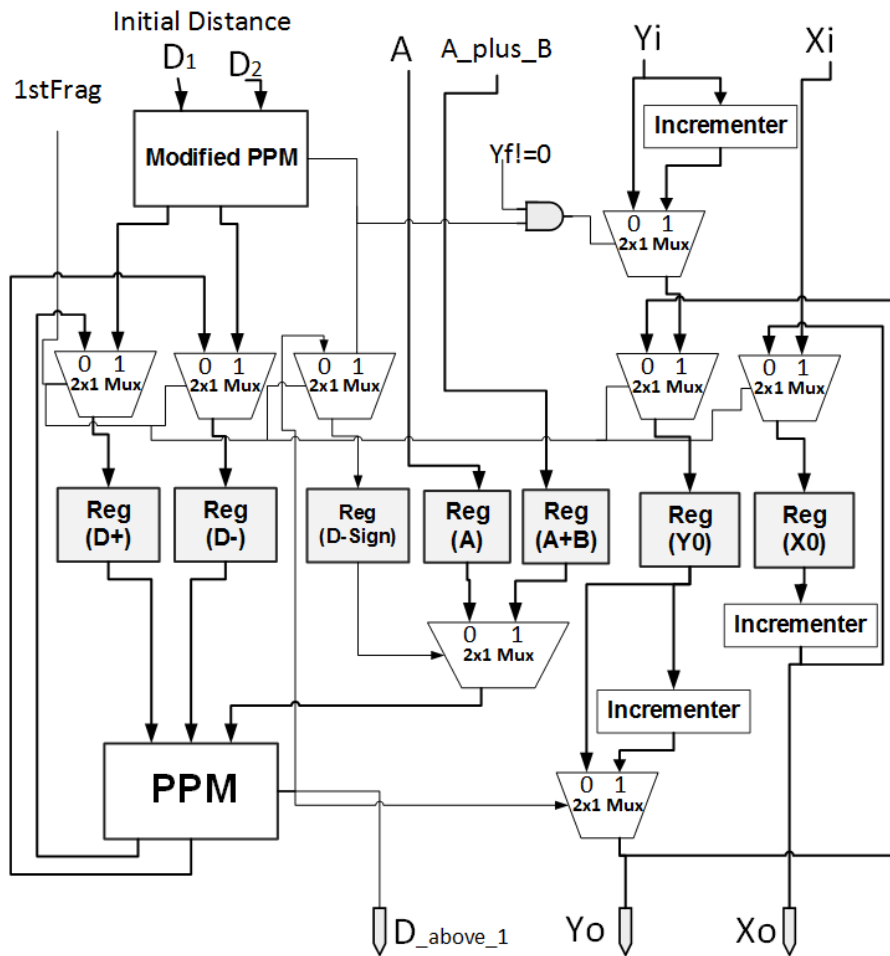 Initial Distance
D1
D2
A
A_plus_B
Yi
Xi
1stFrag
Incrementer
Modified PPM
Yf!=0
0 1
2x1 Mux
0 1
2x1 Mux
0 1
2x1 Mux
0 1
2x1 Mux
0 1
2x1 Mux
0 1
2x1 Mux
Reg
(D+)
Reg
(D-)
Reg
(D-Sign)
Reg
(A)
Reg
(A+B)
Reg
(Y0)
Reg
(X0)
Incrementer
0 1
2x1 Mux
Incrementer
PPM
0 1
2x1 Mux
D_above_1
Yo
Xo